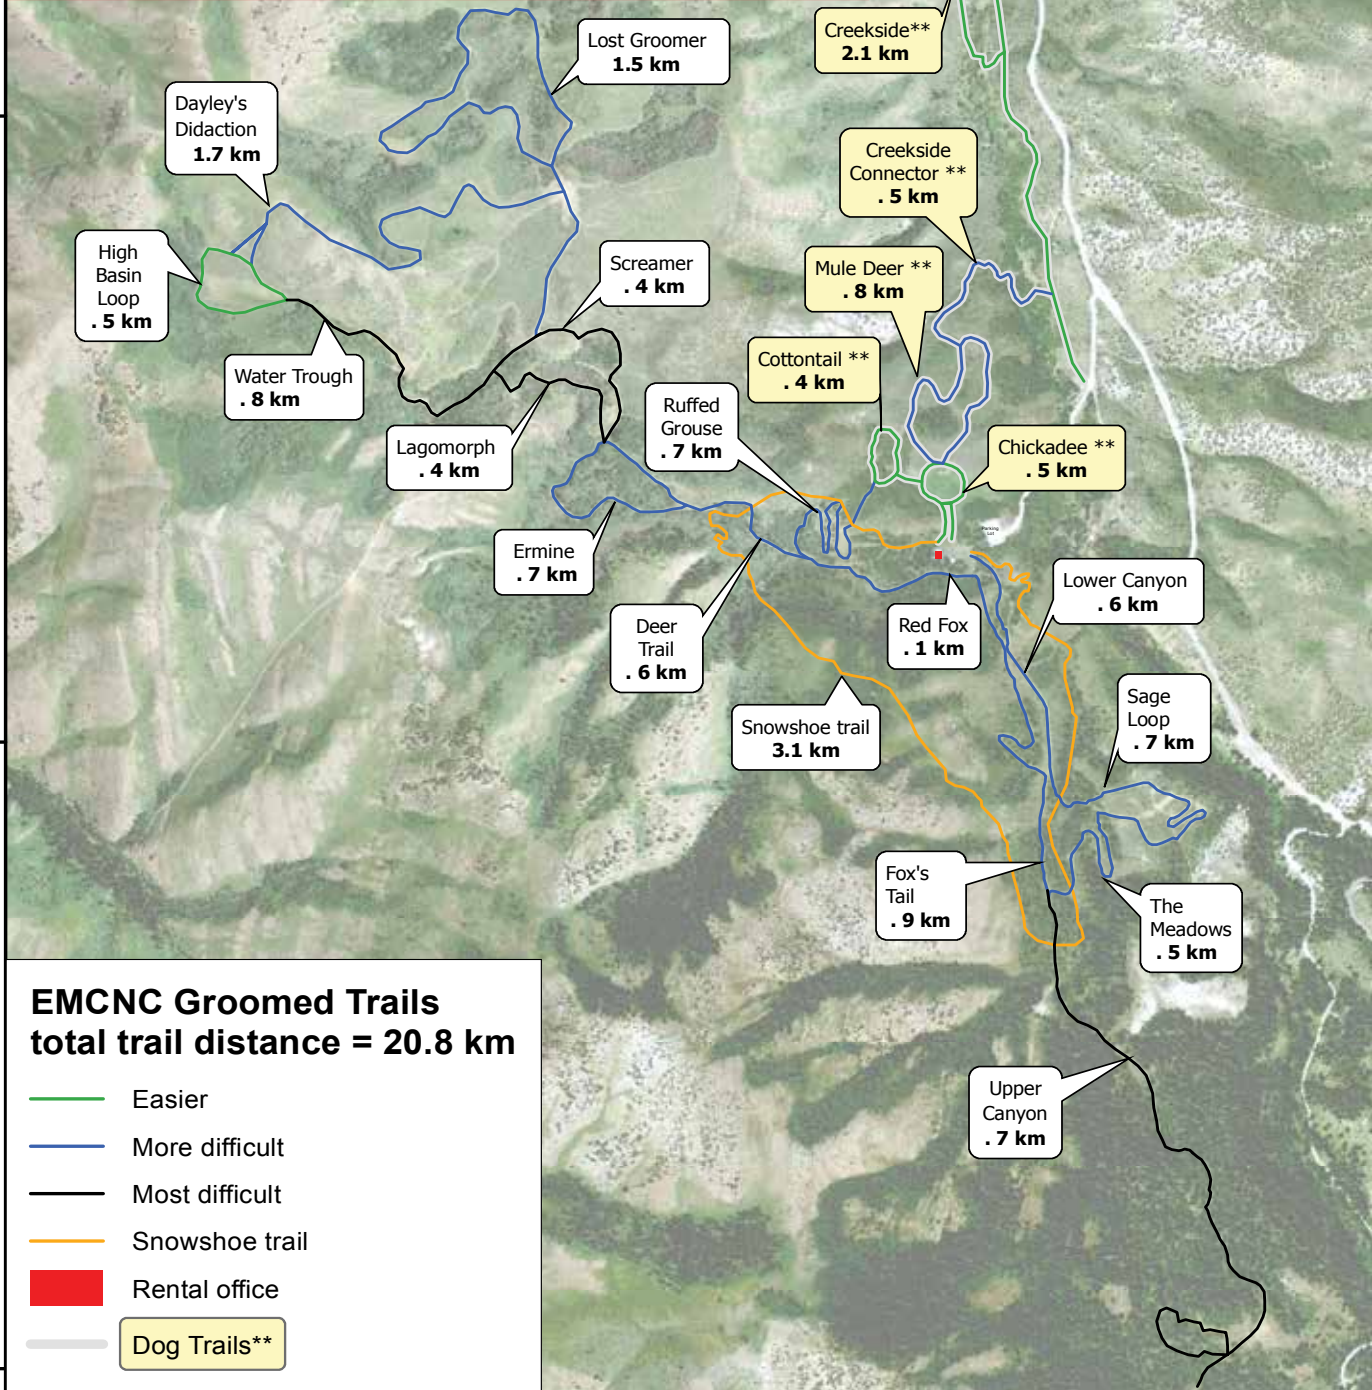 Lost Groomer
1.5 km
Creekside**
2.1 km
Dayley's
Didaction
1.7 km
Creekside
Connector **
. 5 km
High
Basin
Loop
. 5 km
Screamer
. 4 km
Mule Deer **
. 8 km
Water Trough
. 8 km
Cottontail **
. 4 km
Ruffed
Grouse
. 7 km
Lagomorph
. 4 km
Chickadee **
. 5 km
Parking
Lot
Ermine
. 7 km
Deer
Trail
. 6 km
Red Fox
. 1 km
Lower Canyon
. 6 km
Snowshoe trail
3.1 km
Sage
Loop
. 7 km
Fox's
Tail
. 9 km
The
Meadows
. 5 km
Upper
Canyon
. 7 km
EMCNC Groomed Trails
total trail distance = 20.8 km
Easier
More difficult
Most difficult
Snowshoe trail
Rental office
Dog Trails**